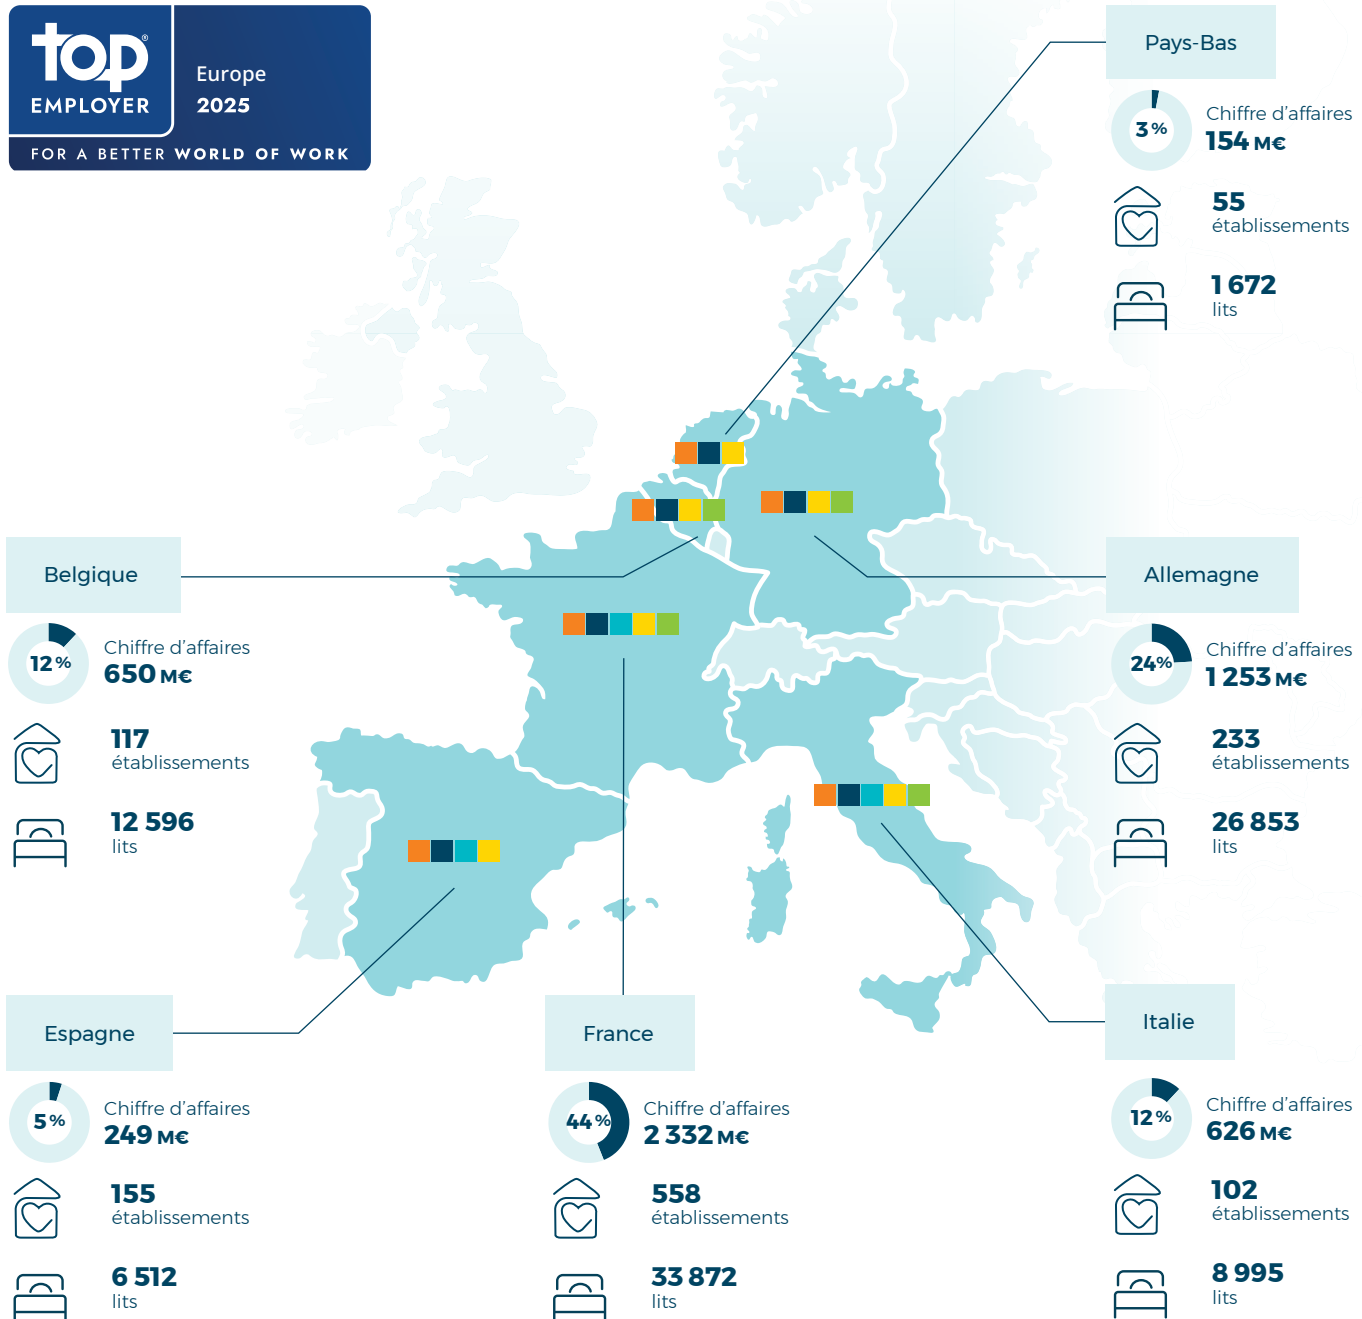 top®
EMPLOYER
Europe
2025
FOR A BETTER WORLD OF WORK
Pays-Bas
3 %
Chiffre d’affaires
154 M€
55
établissements
1 672
lits
Belgique
12 %
Chiffre d’affaires
650 M€
117
établissements
12 596
lits
Allemagne
24%
Chiffre d’affaires
1 253 M€
233
établissements
26 853
lits
Espagne
5 %
Chiffre d’affaires
249 M€
155
établissements
6 512
lits
France
44%
Chiffre d’affaires
2 332 M€
558
établissements
33 872
lits
Italie
12 %
Chiffre d’affaires
626 M€
102
établissements
8 995
lits